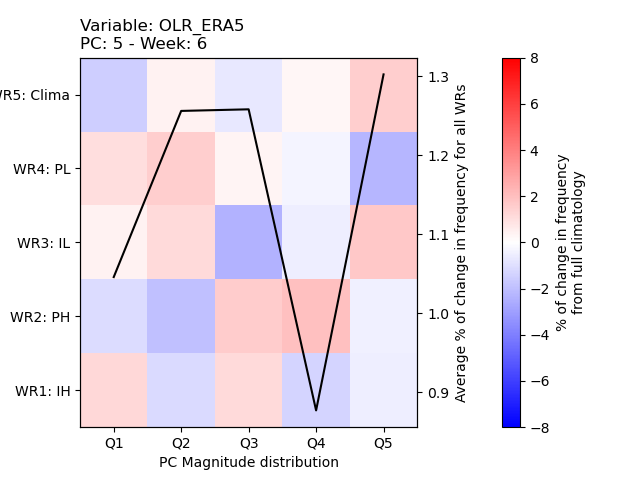 Variable: OLR_ERA5
PC: 5 - Week: 6
WR5: Clima
WR4: PL
WR3: IL
WR2: PH
WR1: IH
Q1 Q2 Q3 Q4 Q5
PC Magnitude distribution
1.3
1.2
1.1
1.0
0.9
Average % of change in frequency for all WRs
8
6
4
2
0
−2
−4
−6
−8
% of change in frequency
from full climatology